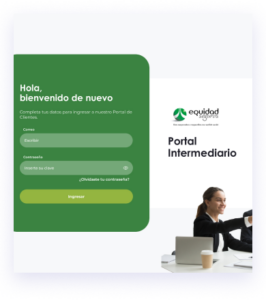 Hola,
bienvenido de nuevo
Completa tus datos para ingresar a nuestro Portal de
Clientes.
Correo
Contraseña
¿Olvidaste tu contraseña?
Ingresar
equidad
seguros
Portal
Intermediario